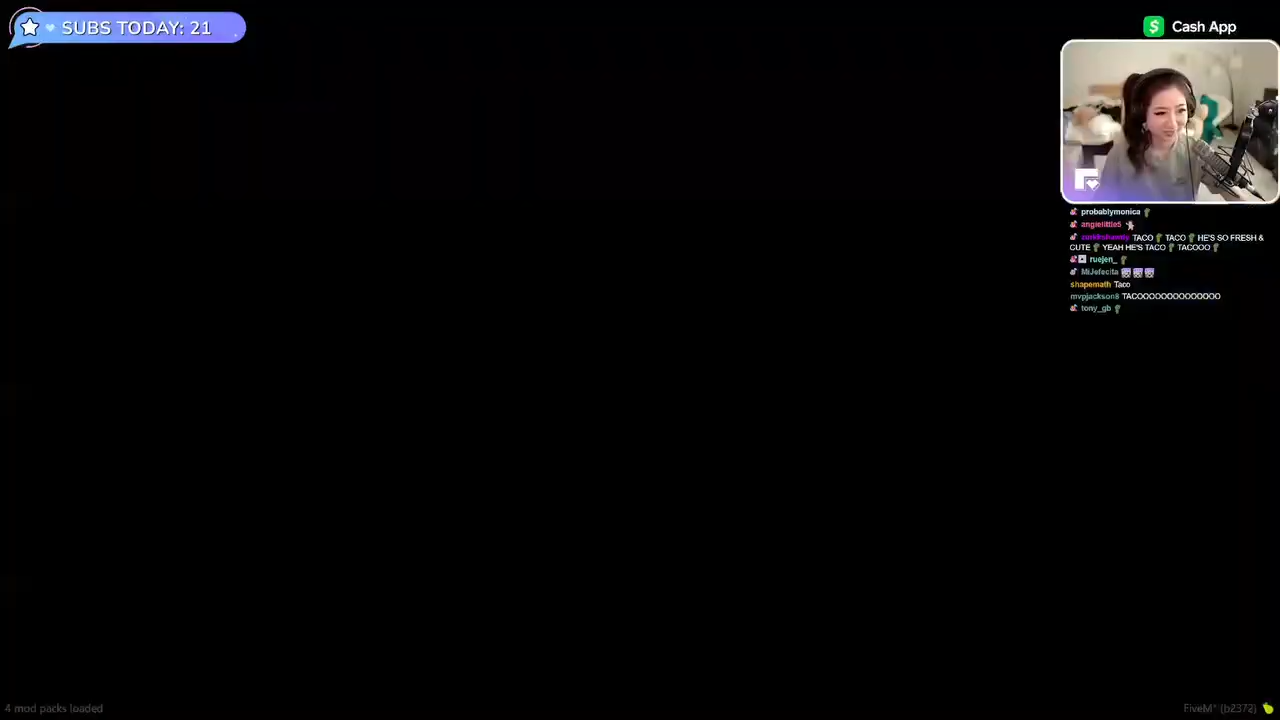 SUBS TODAY: 21
Cash App
probablymonica
angielittle5
TACO TACO HE'S SO FRESH &
CUTE YEAH HE'S TACO TACOOO
ruejen_
MiJefecita
shapemath Taco
mvpjackson8 TACOOOOOOOOOOOOOOO
tony_gb
4 mod packs loaded
FiveM* (b2372)